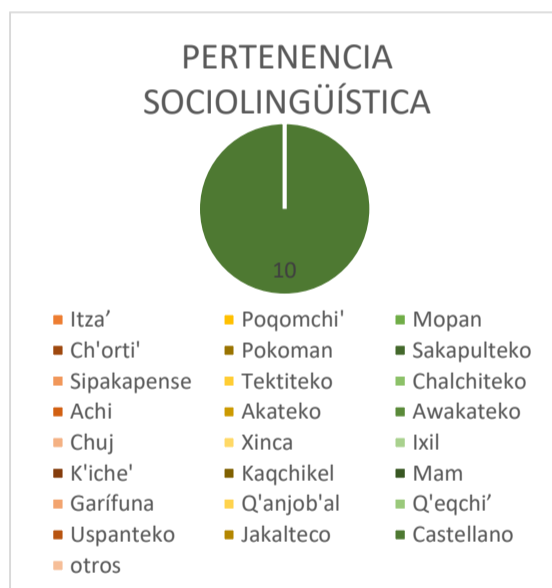 PERTENENCIA
SOCIOLINGÜÍSTICA
10
Itza’ Poqomchi' Mopan
Ch'orti' Pokoman Sakapulteko
Sipakapense Tektiteko Chalchiteko
Achi Akateko Awakateko
Chuj Xinca Ixil
K'iche' Kaqchikel Mam
Garífuna Q'anjob'al Q'eqchi’
Uspanteko Jakalteco Castellano
otros